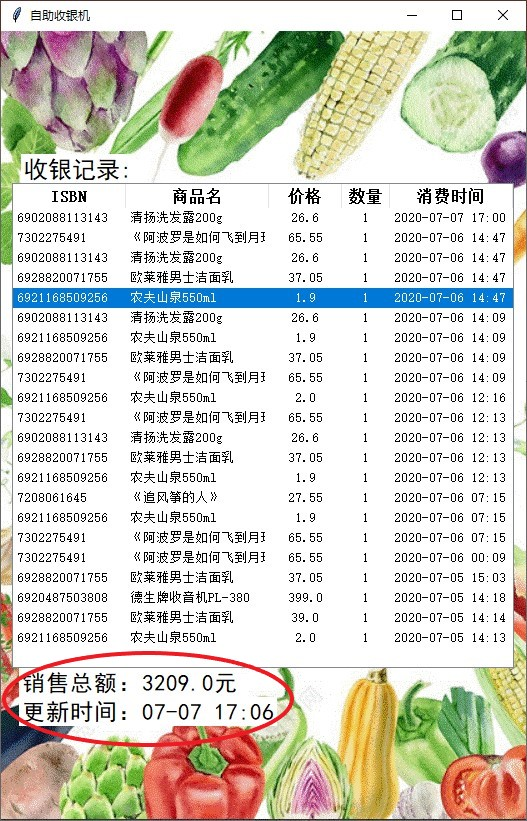 自助收银机
收银记录:
ISBN 商品名 价格 数量 消费时间
6902088113143 清扬洗发露200g 26.6 1 2020-07-07 17:00
7302275491 《阿波罗是如何飞到月球 65.55 1 2020-07-06 14:47
6902088113143 清扬洗发露200g 26.6 1 2020-07-06 14:47
6928820071755 欧莱雅男士洁面乳 37.05 1 2020-07-06 14:47
6921168509256 农夫山泉550ml 1.9 1 2020-07-06 14:47
6902088113143 清扬洗发露200g 26.6 1 2020-07-06 14:09
6921168509256 农夫山泉550ml 1.9 1 2020-07-06 14:09
6928820071755 欧莱雅男士洁面乳 37.05 1 2020-07-06 14:09
7302275491 《阿波罗是如何飞到月球 65.55 1 2020-07-06 14:09
6921168509256 农夫山泉550ml 2.0 1 2020-07-06 12:16
7302275491 《阿波罗是如何飞到月球 65.55 1 2020-07-06 12:13
6902088113143 清扬洗发露200g 26.6 1 2020-07-06 12:13
6928820071755 欧莱雅男士洁面乳 37.05 1 2020-07-06 12:13
6921168509256 农夫山泉550ml 1.9 1 2020-07-06 12:13
7208061645 《追风筝的人》 27.55 1 2020-07-06 07:15
6921168509256 农夫山泉550ml 1.9 1 2020-07-06 07:15
7302275491 《阿波罗是如何飞到月球 65.55 1 2020-07-06 07:15
7302275491 《阿波罗是如何飞到月球 65.55 1 2020-07-06 00:09
6928820071755 欧莱雅男士洁面乳 37.05 1 2020-07-05 15:03
6920487503808 德生牌收音机PL-380 399.0 1 2020-07-05 14:18
6928820071755 欧莱雅男士洁面乳 39.0 1 2020-07-05 14:14
6921168509256 农夫山泉550ml 2.0 1 2020-07-05 14:13
销售总额: 3209.0元
更新时间: 07-07 17:06